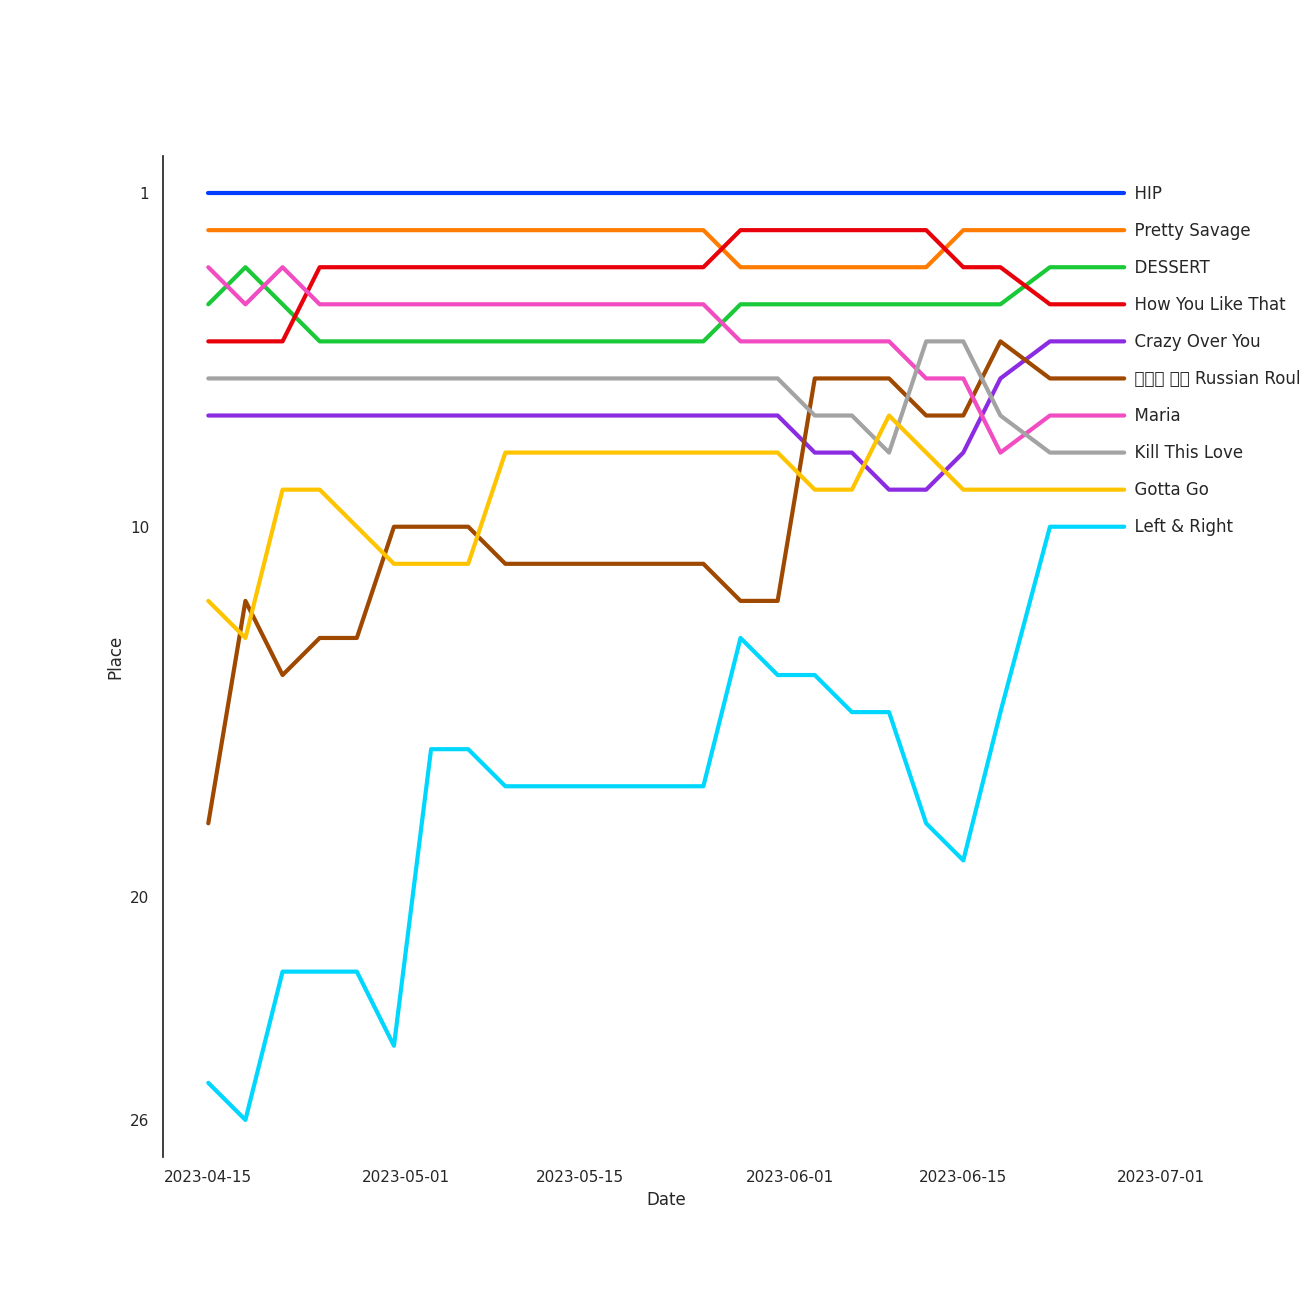 1
10
20
26
Place
2023-04-15
2023-05-01
2023-05-15
2023-06-01
2023-06-15
2023-07-01
Date
HIP
Pretty Savage
DESSERT
How You Like That
Crazy Over You
Russian Roul
Maria
Kill This Love
Gotta Go
Left & Right